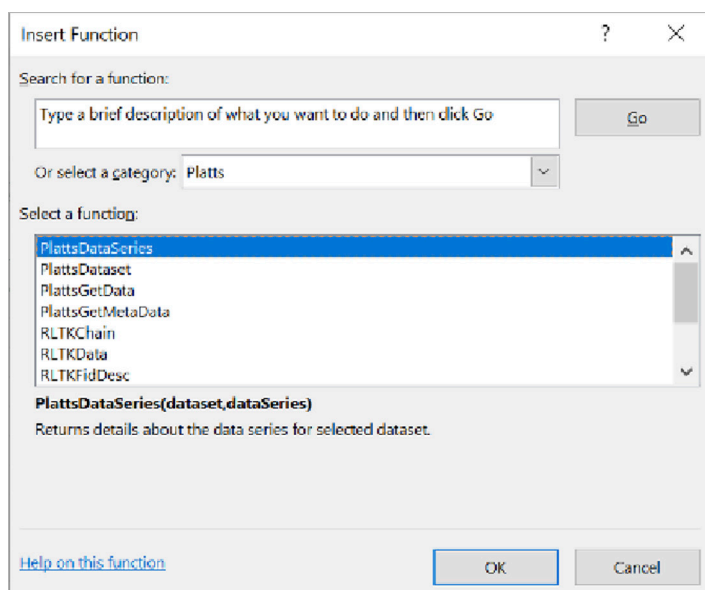 Insert Function
Search for a function:
Type a brief description of what you want to do and then click Go
Go
Or select a category: Platts
Select a function:
PlattsDataSeries
PlattsDataset
PlattsGetData
PlattsGetMetaData
RLTKChain
RLTKData
RLTKFidDesc
PlattsDataSeries(dataset,dataSeries)
Returns details about the data series for selected dataset.
Help on this function
OK
Cancel